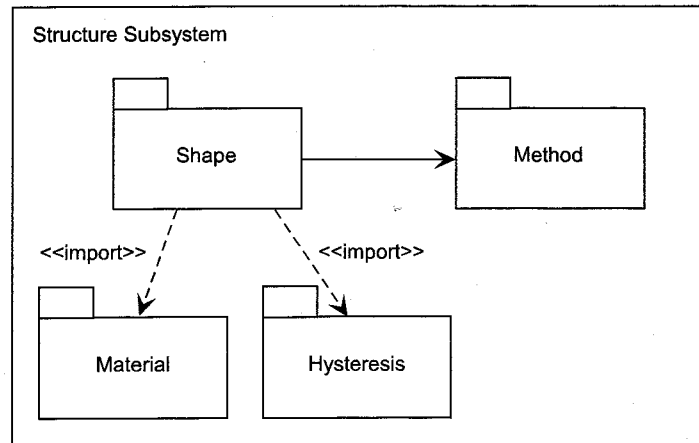 Structure Subsystem
Shape
Method
<<import>>
<<import>>
Material
Hysteresis